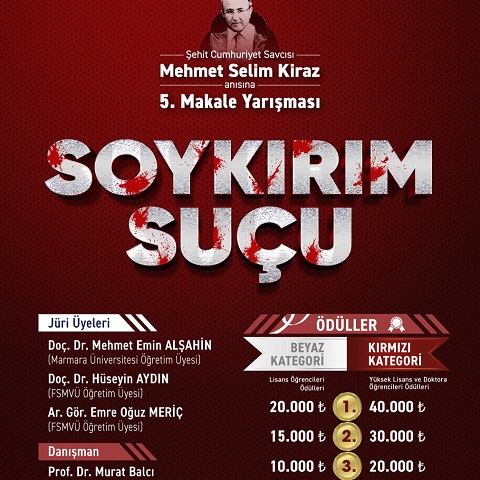 Şehit Cumhuriyet Savcısı
Mehmet Selim Kiraz
anısına
5. Makale Yarışması
SOYKIRIM
SUÇU
Jüri Üyeleri
Doç. Dr. Mehmet Emin ALŞAHİN
(Marmara Üniversitesi Öğretim Üyesi)
Doç. Dr. Hüseyin AYDIN
(FSMVÜ Öğretim Üyesi)
Ar. Gör. Emre Oğuz MERİÇ
(FSMVÜ Öğretim Üyesi)
Danışman
Prof. Dr. Murat Balcı
ÖDÜLLER
BEYAZ KATEGORİ
KIRMIZI KATEGORİ
Lisans Öğrencileri Ödülleri
Yüksek Lisans ve Doktora Öğrencileri Ödülleri
20.000 ₺ 1. 40.000 ₺
15.000 ₺ 2. 30.000 ₺
10.000 ₺ 3. 20.000 ₺